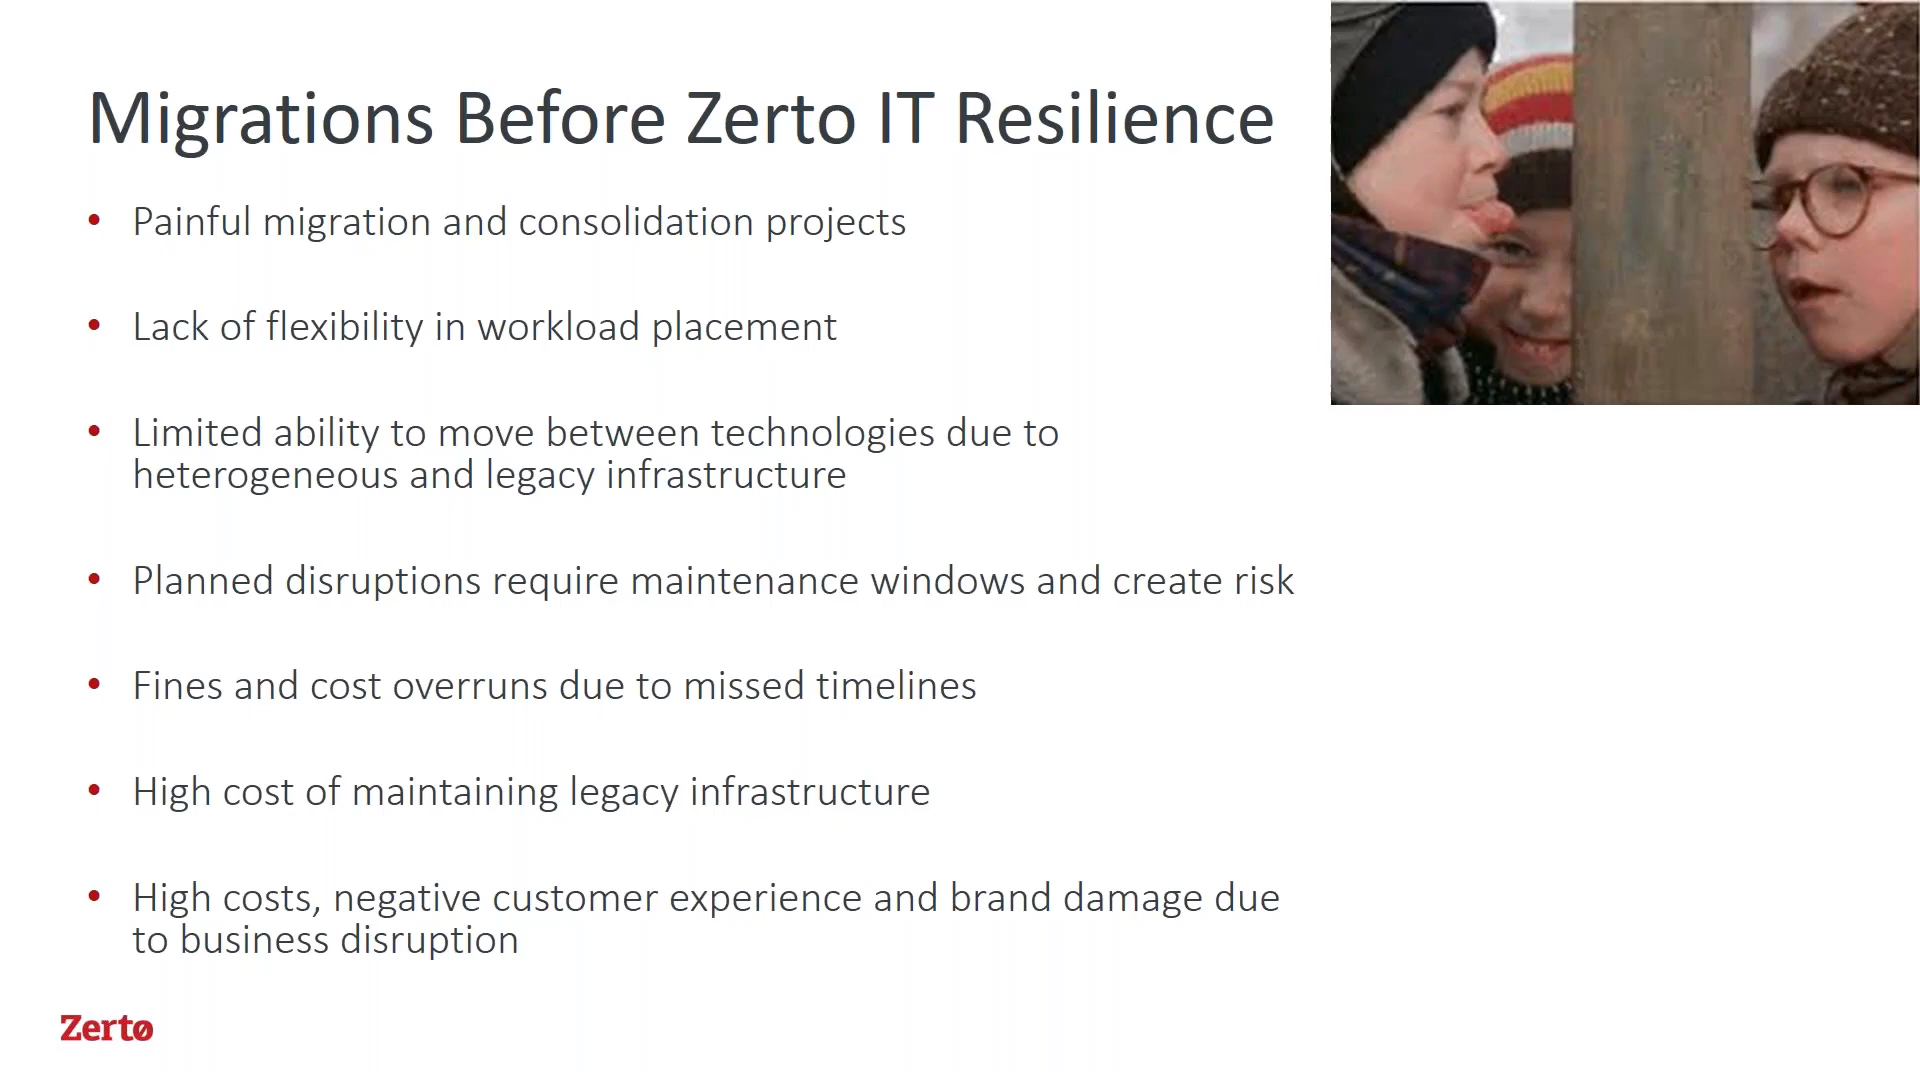 Migrations Before Zerto IT Resilience
• Painful migration and consolidation projects
• Lack of flexibility in workload placement
• Limited ability to move between technologies due to
heterogeneous and legacy infrastructure
• Planned disruptions require maintenance windows and create risk
• Fines and cost overruns due to missed timelines
• High cost of maintaining legacy infrastructure
• High costs, negative customer experience and brand damage due
to business disruption
Zerto